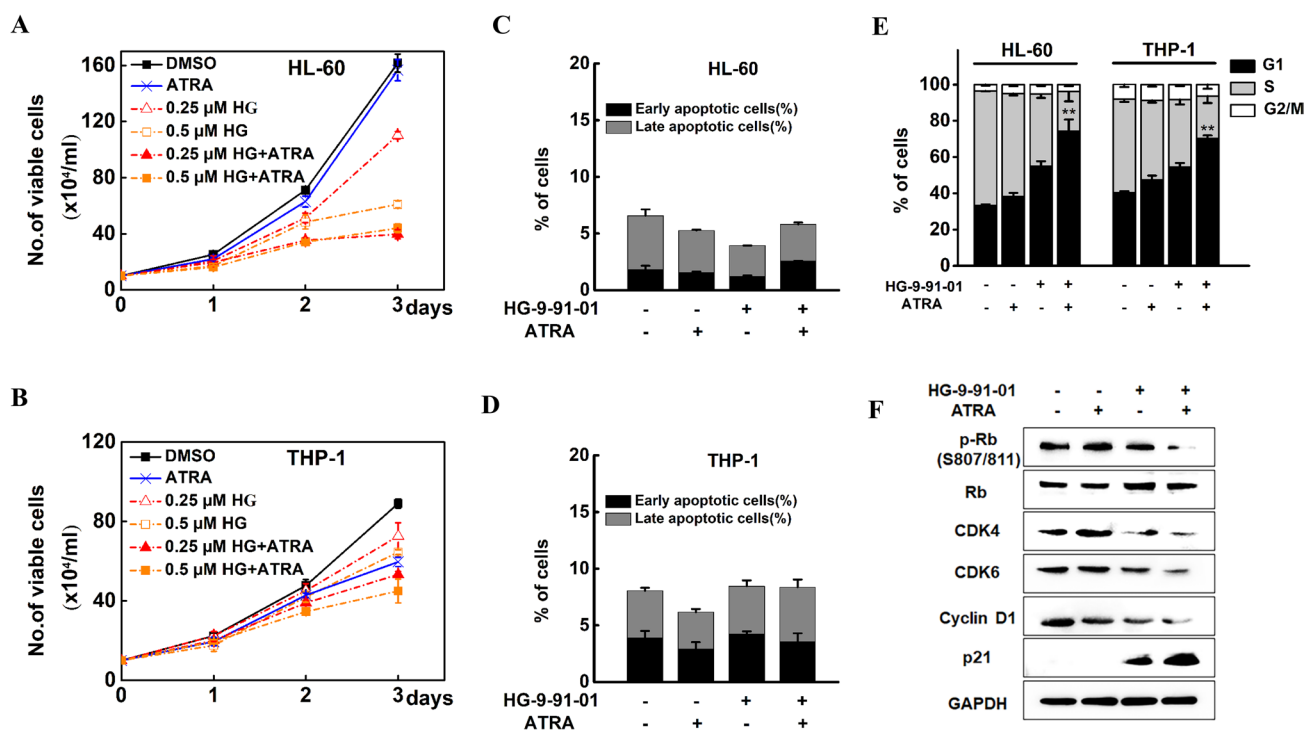 A
No.of viable cells
(x10⁴/ml)
160
120
80
40
0
0
1
2
3
days
HL-60
DMSO
ATRA
0.25 µM HG
0.5 µM HG
0.25 µM HG+ATRA
0.5 µM HG+ATRA
B
No.of viable cells
(x10⁴/ml)
120
80
40
0
0
1
2
3
days
THP-1
DMSO
ATRA
0.25 µM HG
0.5 µM HG
0.25 µM HG+ATRA
0.5 µM HG+ATRA
C
HL-60
Early apoptotic cells(%)
Late apoptotic cells(%)
% of cells
20
15
10
5
0
HG-9-91-01 - - + +
ATRA - + - +
D
THP-1
Early apoptotic cells(%)
Late apoptotic cells(%)
% of cells
20
15
10
5
0
HG-9-91-01 - - + +
ATRA - + - +
E
HL-60 THP-1
G1
S
G2/M
% of cells
100
80
60
40
20
0
** **
HG-9-91-01 - - + + - - + +
ATRA - + - + - + - +
F
HG-9-91-01 - - + +
ATRA - + - +
p-Rb
(S807/811)
Rb
CDK4
CDK6
Cyclin D1
p21
GAPDH